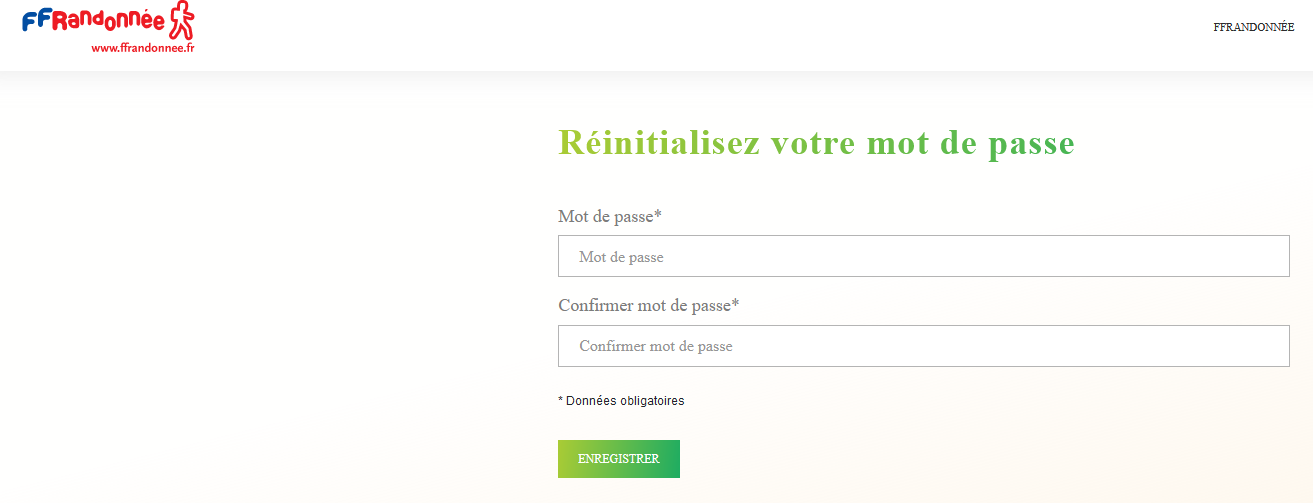 FFRandonnée
www.ffrandonnee.fr
FFRANDONNÉE
Réinitialisez votre mot de passe
Mot de passe*
Mot de passe
Confirmer mot de passe*
Confirmer mot de passe
* Données obligatoires
ENREGISTRER